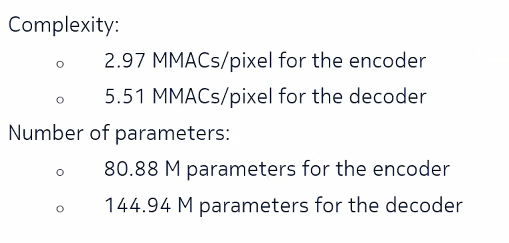 Complexity:
○ 2.97 MMACs/pixel for the encoder
○ 5.51 MMACs/pixel for the decoder
Number of parameters:
○ 80.88 M parameters for the encoder
○ 144.94 M parameters for the decoder